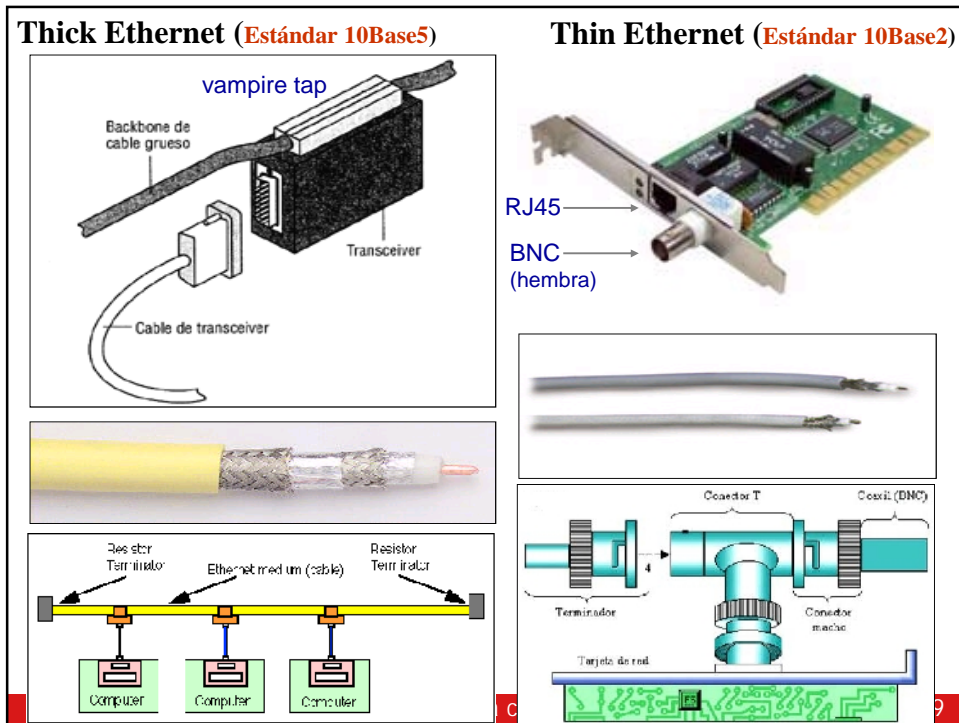 Thick Ethernet (Estándar 10Base5)
vampire tap
Backbone de
cable grueso
Transceiver
Cable de transceiver
Resistor
Terminator
Ethernet medium (cable)
Resistor
Terminator
Computer
Computer
Computer
Thin Ethernet (Estándar 10Base2)
RJ45
BNC
(hembra)
Conector T
Coaxil (BNC)
4
Terminador
Conector
macho
Tarjeta de red
9